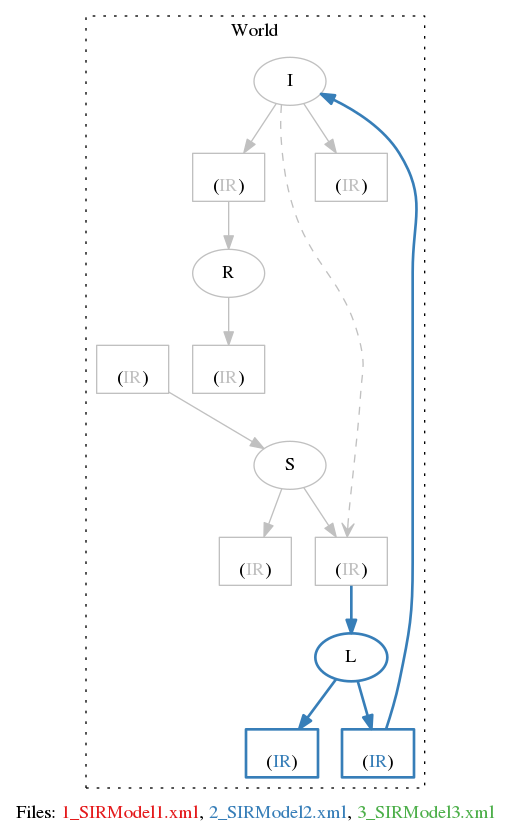 World
I
(IR)
(IR)
R
(IR)
(IR)
S
(IR)
(IR)
L
(IR)
(IR)
Files: 1_SIRModel1.xml, 2_SIRModel2.xml, 3_SIRModel3.xml